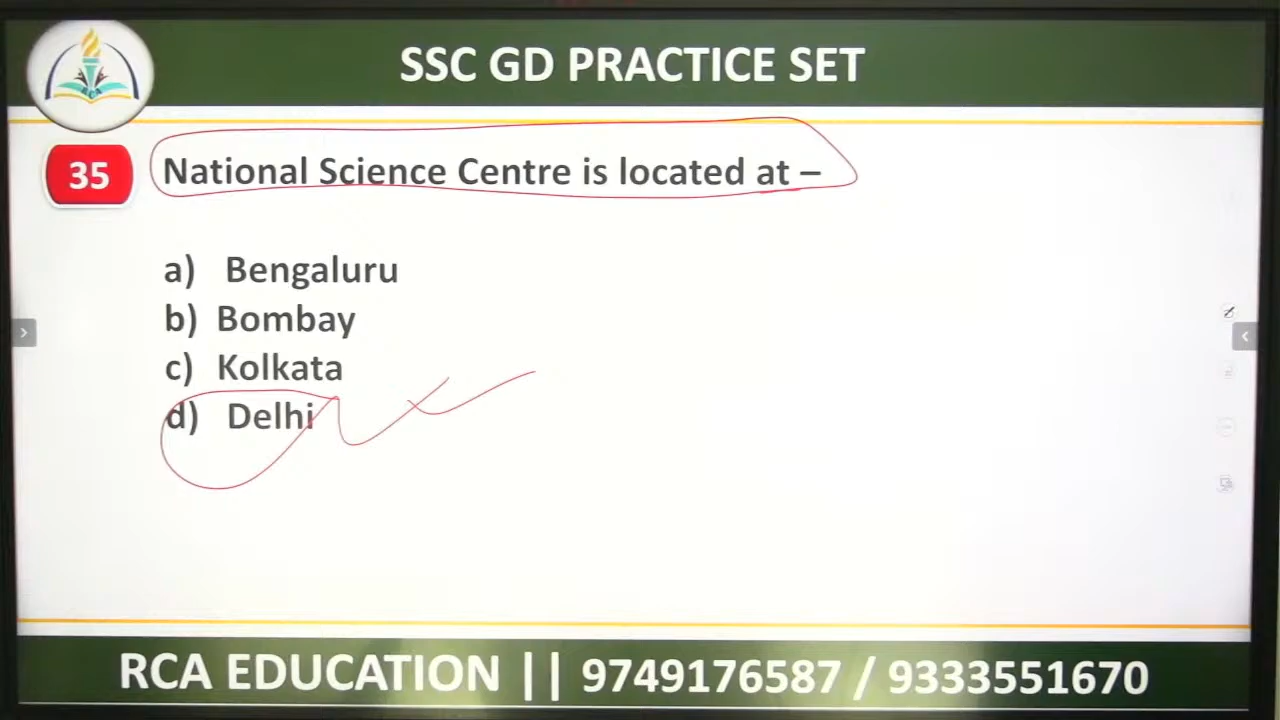 SSC GD PRACTICE SET
35 National Science Centre is located at –
a) Bengaluru
b) Bombay
c) Kolkata
d) Delhi
RCA EDUCATION || 9749176587 / 9333551670